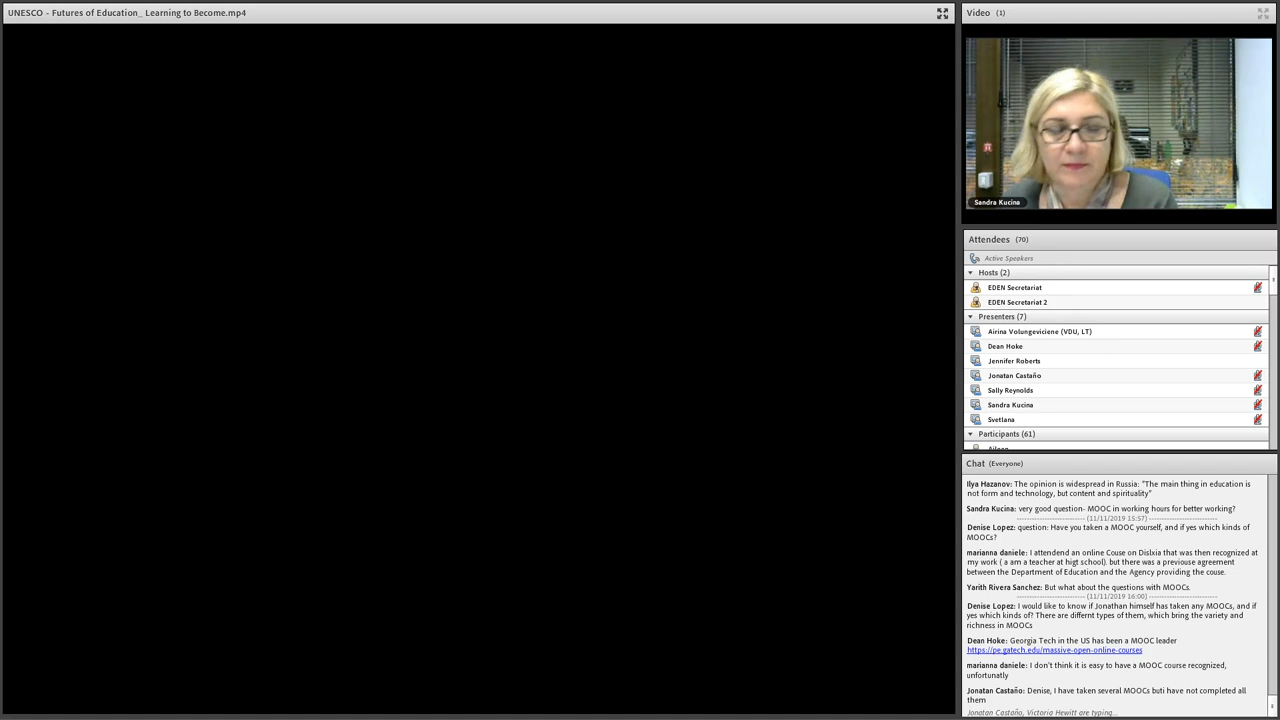 UNESCO - Futures of Education_ Learning to Become.mp4
Video (1)
Sandra Kucina
Attendees (70)
Active Speakers
Hosts (2)
EDEN Secretariat
EDEN Secretariat 2
Presenters (7)
Airina Volungeviciene (VDU, LT)
Dean Hoke
Jennifer Roberts
Jonatan Castaño
Sally Reynolds
Sandra Kucina
Svetlana
Participants (61)
Aileen
Chat (Everyone)
Ilya Hazanov: The opinion is widespread in Russia: "The main thing in education is
not form and technology, but content and spirituality"
Sandra Kucina: very good question- MOOC in working hours for better working?
(11/11/2019 15:57)
Denise Lopez: question: Have you taken a MOOC yourself, and if yes which kinds of
MOOCs?
marianna daniele: I attendend an online Couse on Dislxia that was then recognized at
my work ( a am a teacher at higt school). but there was a previouse agreement
between the Department of Education and the Agency providing the couse.
Yarith Rivera Sanchez: But what about the questions with MOOCs.
(11/11/2019 16:00)
Denise Lopez: I would like to know if Jonathan himself has taken any MOOCs, and if
yes which kinds of? There are differnt types of them, which bring the variety and
richness in MOOCs
Dean Hoke: Georgia Tech in the US has been a MOOC leader
https://pe.gatech.edu/massive-open-online-courses
marianna daniele: I don't think it is easy to have a MOOC course recognized,
unfortunatly
Jonatan Castaño: Denise, I have taken several MOOCs buti have not completed all
them
Jonatan Castaño, Victoria Hewitt are typing...